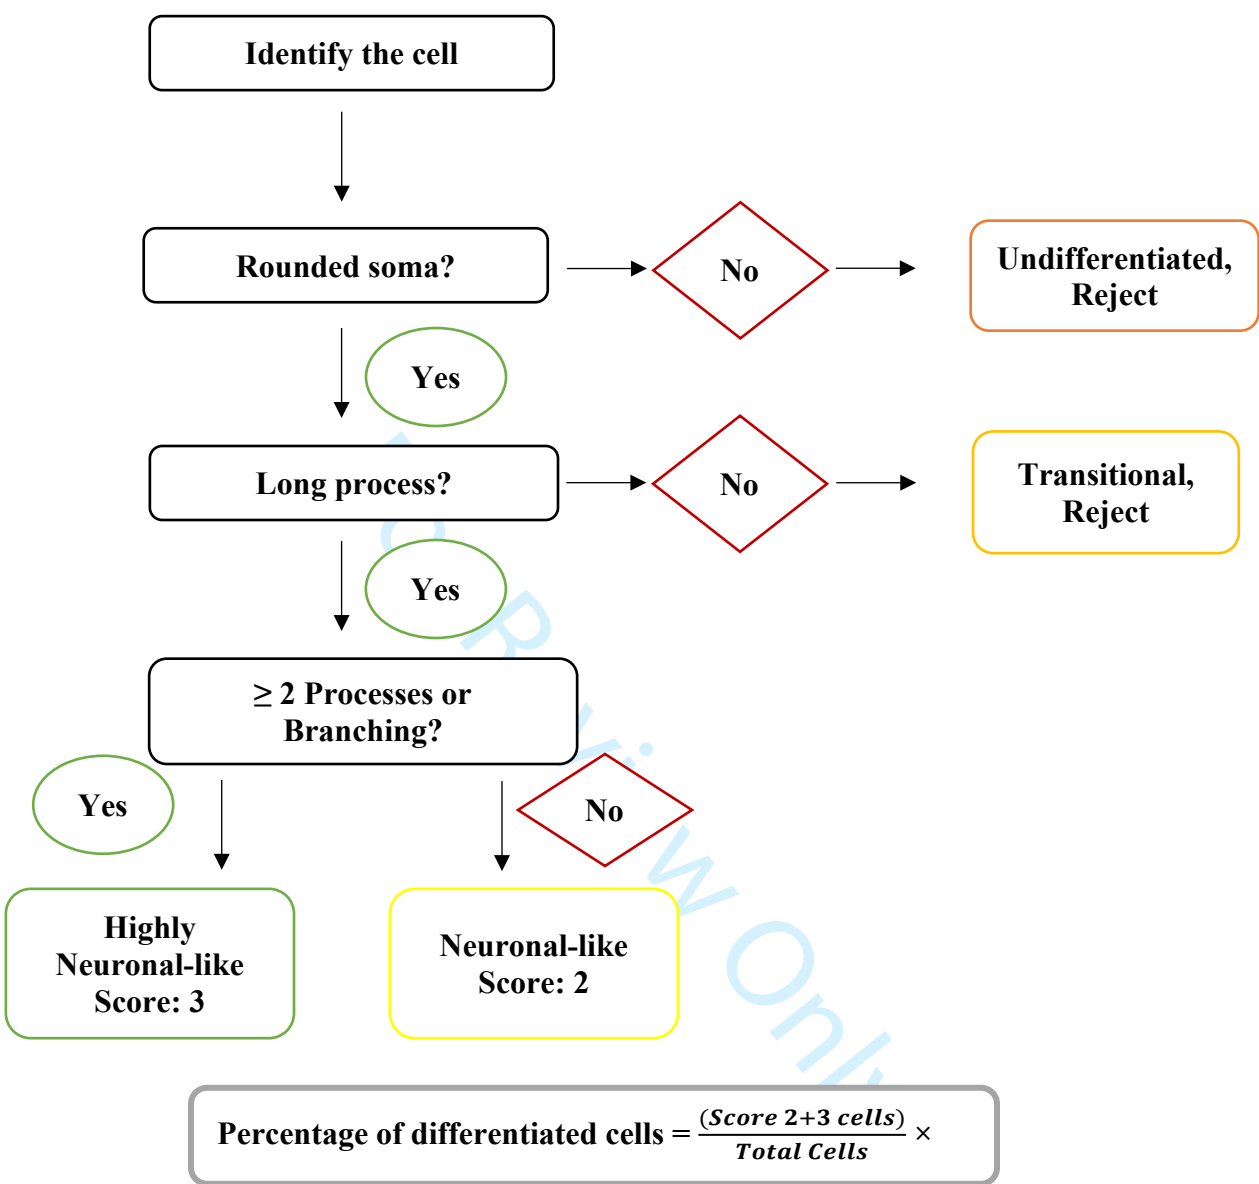 Identify the cell
Rounded soma?
No
Undifferentiated,
Reject
Yes
Long process?
No
Transitional,
Reject
Yes
≥ 2 Processes or
Branching?
Yes
No
Highly
Neuronal-like
Score: 3
Neuronal-like
Score: 2
Percentage of differentiated cells = (Score 2+3 cells) / Total Cells ×